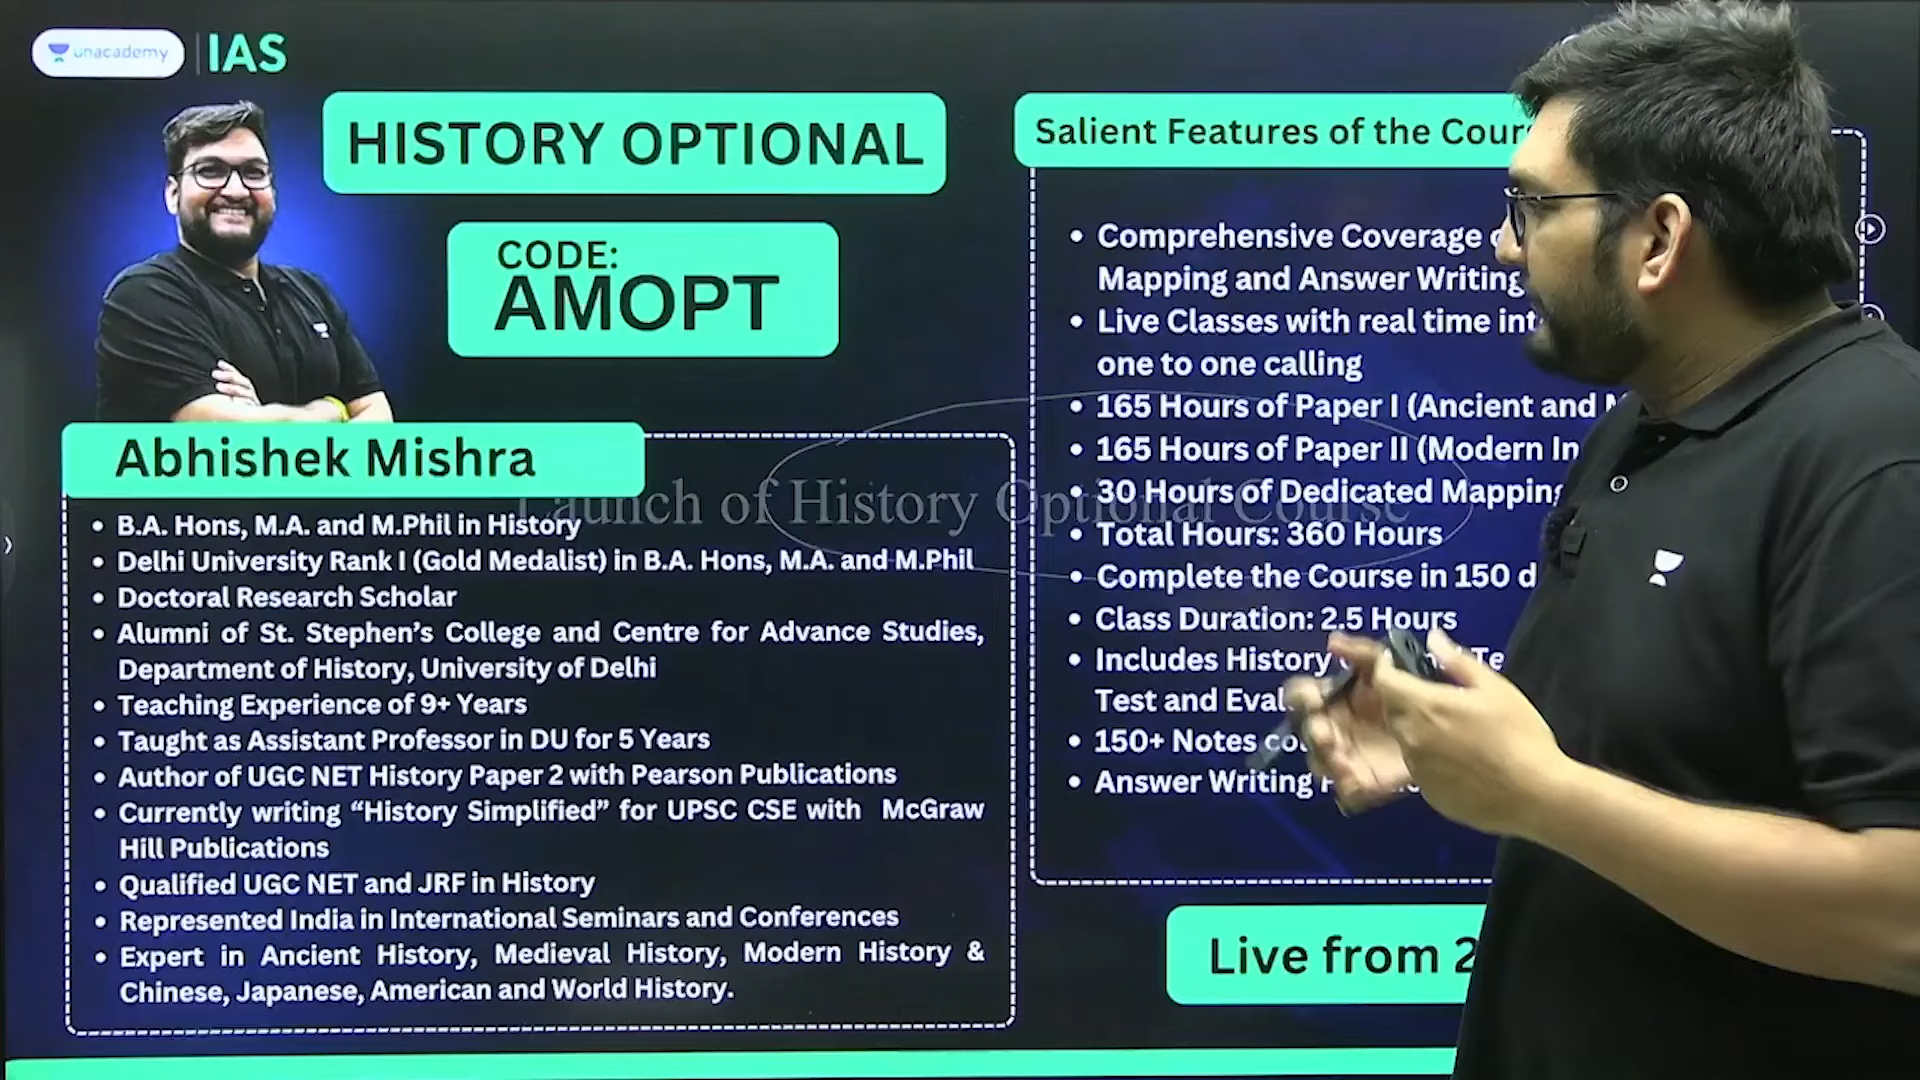 unacademy
IAS
HISTORY OPTIONAL
CODE:
AMOPT
Abhishek Mishra
• B.A. Hons, M.A. and M.Phil in History
• Delhi University Rank I (Gold Medalist) in B.A. Hons, M.A. and M.Phil
• Doctoral Research Scholar
• Alumni of St. Stephen's College and Centre for Advance Studies,
Department of History, University of Delhi
• Teaching Experience of 9+ Years
• Taught as Assistant Professor in DU for 5 Years
• Author of UGC NET History Paper 2 with Pearson Publications
• Currently writing “History Simplified” for UPSC CSE with McGraw
Hill Publications
• Qualified UGC NET and JRF in History
• Represented India in International Seminars and Conferences
• Expert in Ancient History, Medieval History, Modern History &
Chinese, Japanese, American and World History.
Launch of History Optional Course
Salient Features of the
• Comprehensive Coverage
Mapping and Answer Writing
• Live Classes with real time
one to one calling
• 165 Hours of Paper I (Ancient and
• 165 Hours of Paper II (Modern
• 30 Hours of Dedicated Mapping
• Total Hours: 360 Hours
• Complete the Course in 150
• Class Duration: 2.5 Hours
• Includes History
Test and
• 150+ Notes
• Answer Writing
Live from